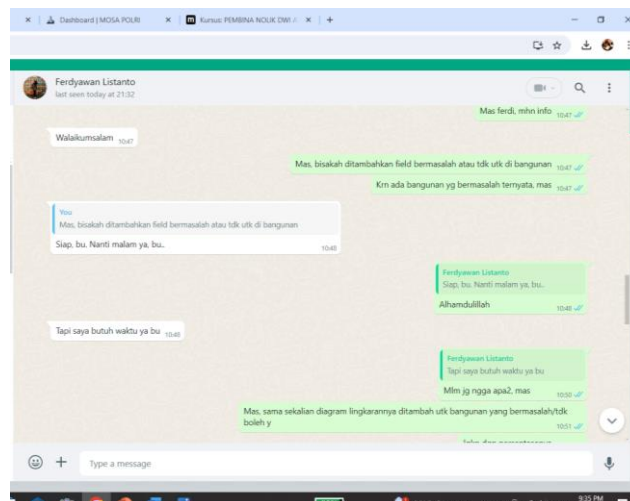 Dashboard | MOSA POLRI
Kursus: PEMBINA NOLIK DWI
Ferdyawan Listanto
last seen today at 21:32
Mas ferdi, mhn info 10:47
Walaikumsalam 10:47
Mas, bisakah ditambahkan field bermasalah atau tdk utk di bangunan 10:47
Krn ada bangunan yg bermasalah ternyata, mas 10:47
You
Mas, bisakah ditambahkan field bermasalah atau tdk utk di bangunan
Siap, bu. Nanti malam ya, bu.. 10:48
Ferdyawan Listanto
Siap, bu. Nanti malam ya, bu..
Alhamdulillah 10:48
Tapi saya butuh waktu ya bu 10:48
Ferdyawan Listanto
Tapi saya butuh waktu ya bu
Mlm jg ngga apa2, mas 10:50
Mas, sama sekalian diagram lingkarannya ditambah utk bangunan yang bermasalah/tdk
boleh y 10:51
Type a message
9:35 PM